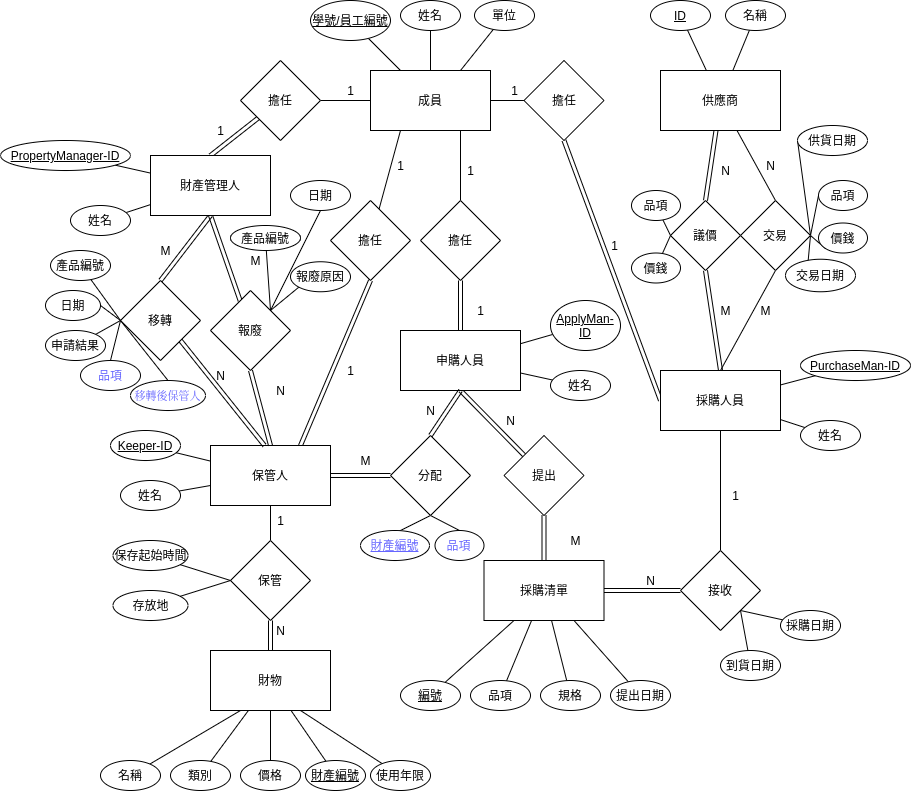 學號/員工編號
姓名
單位
ID
名稱
擔任
1
成員
1
擔任
供應商
1
PropertyManager-ID
財產管理人
供貨日期
1
1
N
N
姓名
日期
品項
品項
產品編號
擔任
擔任
議價
交易
價錢
M
M
1
產品編號
報廢原因
價錢
交易日期
日期
移轉
報廢
申請結果
1
M
M
品項
移轉後保管人
N
N
1
申購人員
ApplyMan-
ID
姓名
採購人員
PurchaseMan-ID
姓名
N
N
Keeper-ID
保管人
M
分配
提出
姓名
1
1
財產編號
品項
M
保存起始時間
保管
存放地
採購清單
N
接收
N
採購日期
到貨日期
財物
編號
品項
規格
提出日期
名稱
類別
價格
財產編號
使用年限